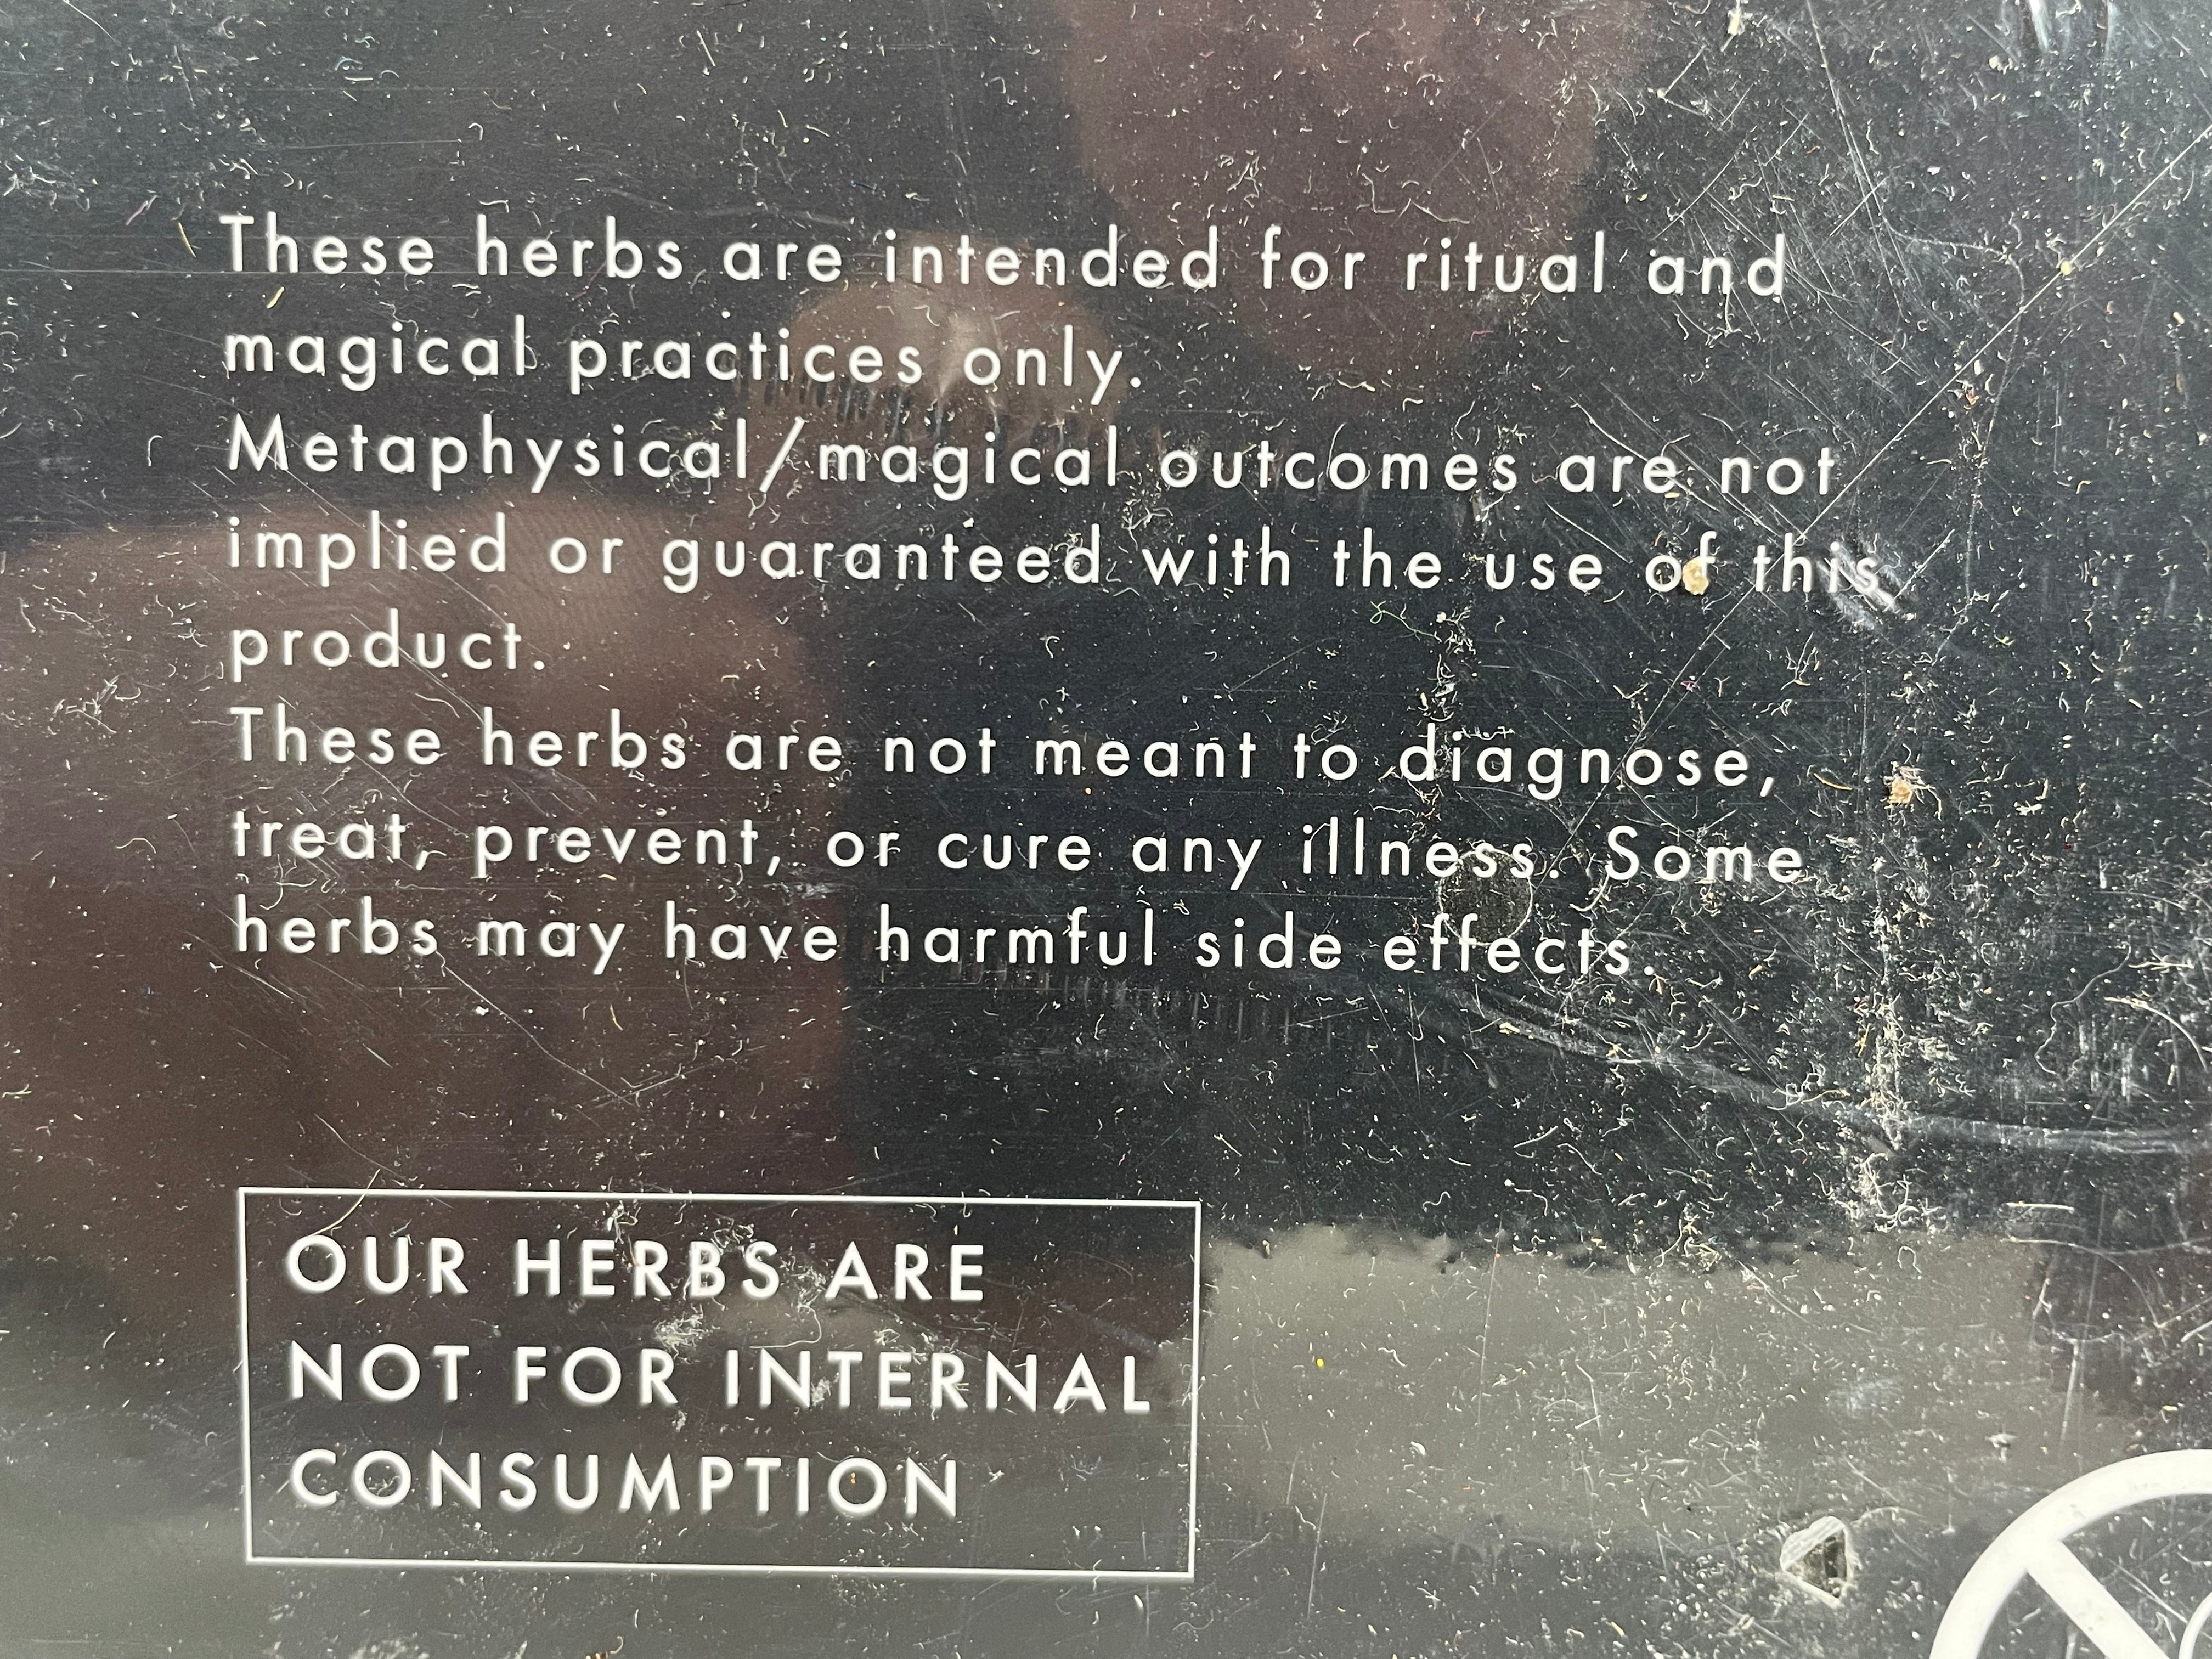 These herbs are intended for ritual and
magical practices only.
Metaphysical/magical outcomes are not
implied or guaranteed with the use of this
product.
These herbs are not meant to diagnose,
treat, prevent, or cure any illness. Some
herbs may have harmful side effects.
OUR HERBS ARE
NOT FOR INTERNAL
CONSUMPTION